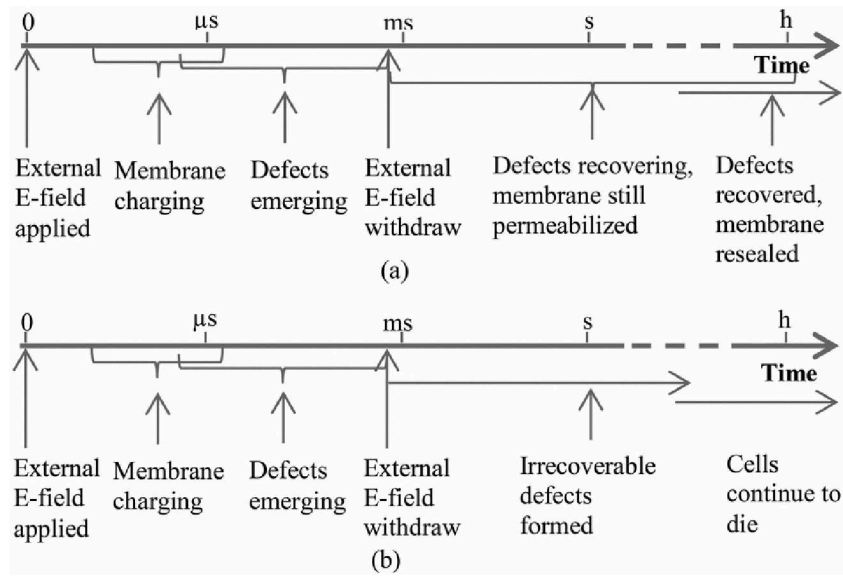 0 μs ms s h
Time
External
E-field
applied
Membrane
charging
Defects
emerging
External
E-field
withdraw
Defects recovering,
membrane still
permeabilized
Defects
recovered,
membrane
resealed
(a)
0 μs ms s h
Time
External
E-field
applied
Membrane
charging
Defects
emerging
External
E-field
withdraw
Irrecoverable
defects
formed
Cells
continue to
die
(b)